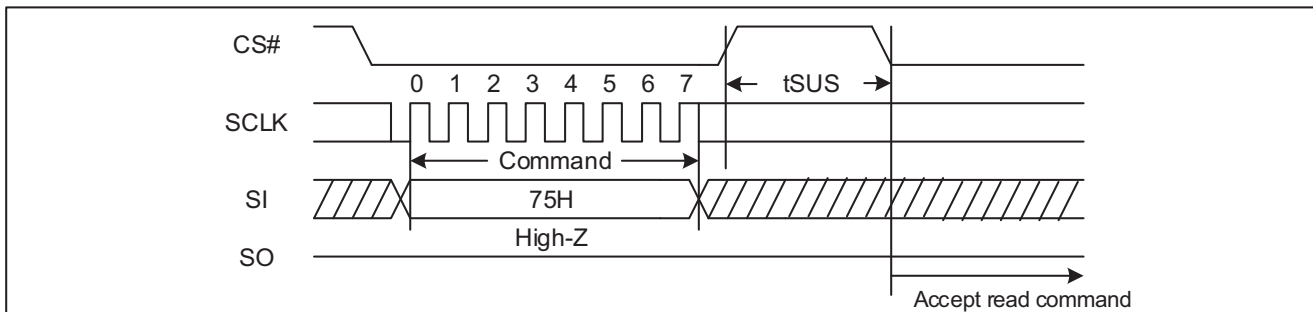 CS#
0 1 2 3 4 5 6 7
tSUS
SCLK
Command
SI
75H
High-Z
SO
Accept read command